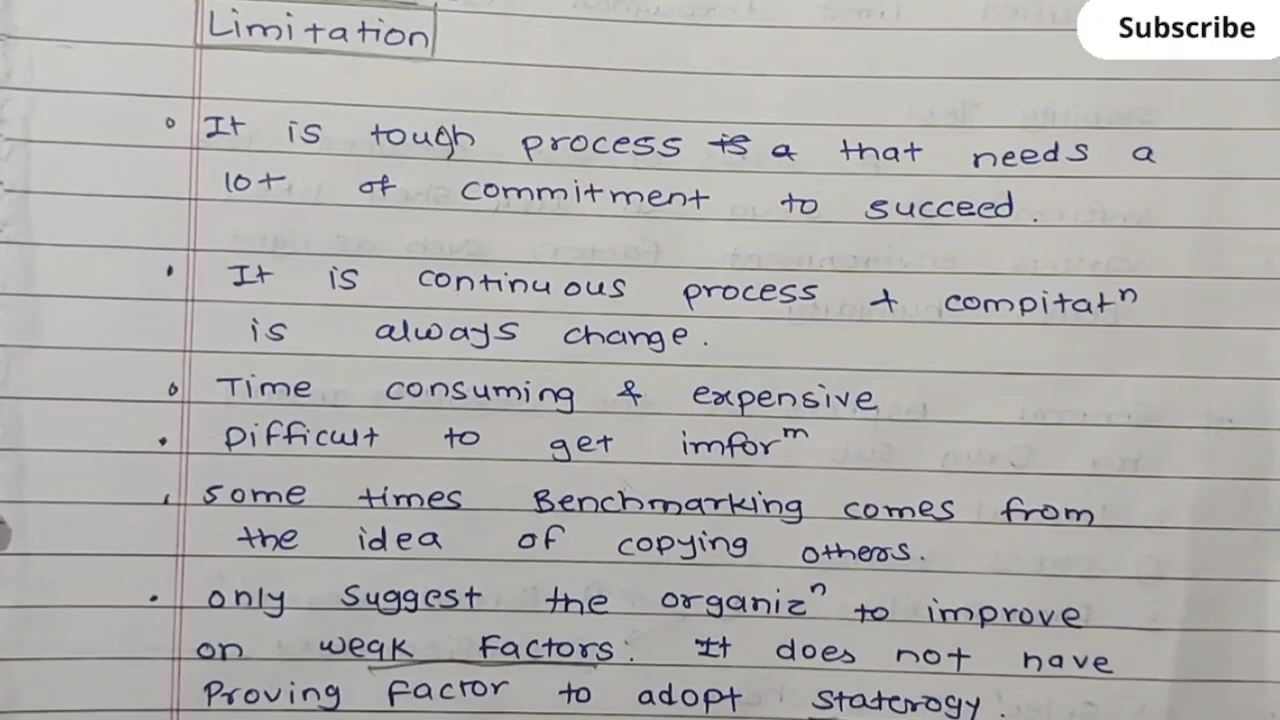 Limitation
Subscribe
It is tough process is a that needs a
lot of commitment to succeed.
It is continuous process + compitatn
is always change.
Time consuming & expensive
Difficult to get imform
some times Benchmarking comes from
the idea of copying others.
only suggest the organizn to improve
on weak Factors. It does not have
Proving factor to adopt staterogy.